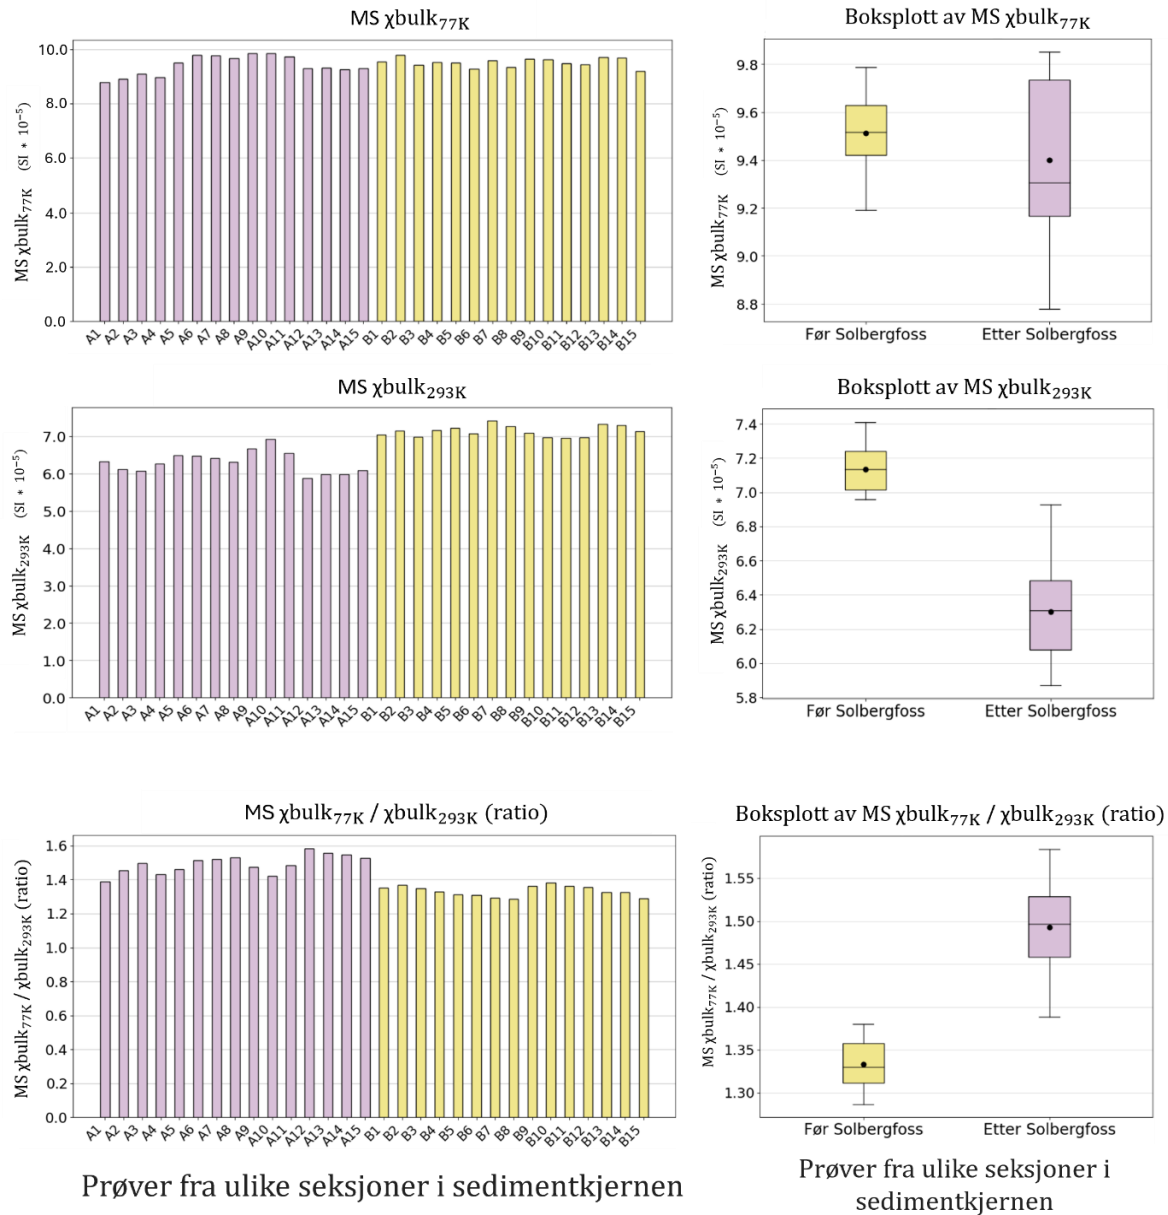 MS χbulk77K
MS χbulk77K (SI * 10⁻⁵)
10.0
8.0
6.0
4.0
2.0
0.0
A1 A2 A3 A4 A5 A6 A7 A8 A9 A10 A11 A12 A13 A14 A15 B1 B2 B3 B4 B5 B6 B7 B8 B9 B10 B11 B12 B13 B14 B15
Boksplott av MS χbulk77K
MS χbulk77K (SI * 10⁻⁵)
9.8
9.6
9.4
9.2
9.0
8.8
Før Solbergfoss Etter Solbergfoss
MS χbulk293K
MS χbulk293K (SI * 10⁻⁵)
7.0
6.0
5.0
4.0
3.0
2.0
1.0
0.0
A1 A2 A3 A4 A5 A6 A7 A8 A9 A10 A11 A12 A13 A14 A15 B1 B2 B3 B4 B5 B6 B7 B8 B9 B10 B11 B12 B13 B14 B15
Boksplott av MS χbulk293K
MS χbulk293K (SI * 10⁻⁵)
7.4
7.2
7.0
6.8
6.6
6.4
6.2
6.0
5.8
Før Solbergfoss Etter Solbergfoss
MS χbulk77K / χbulk293K (ratio)
MS χbulk77K / χbulk293K (ratio)
1.6
1.4
1.2
1.0
0.8
0.6
0.4
0.2
0.0
A1 A2 A3 A4 A5 A6 A7 A8 A9 A10 A11 A12 A13 A14 A15 B1 B2 B3 B4 B5 B6 B7 B8 B9 B10 B11 B12 B13 B14 B15
Prøver fra ulike seksjoner i sedimentkjernen
Boksplott av MS χbulk77K / χbulk293K (ratio)
MS χbulk77K / χbulk293K (ratio)
1.55
1.50
1.45
1.40
1.35
1.30
Før Solbergfoss Etter Solbergfoss
Prøver fra ulike seksjoner i
sedimentkjernen